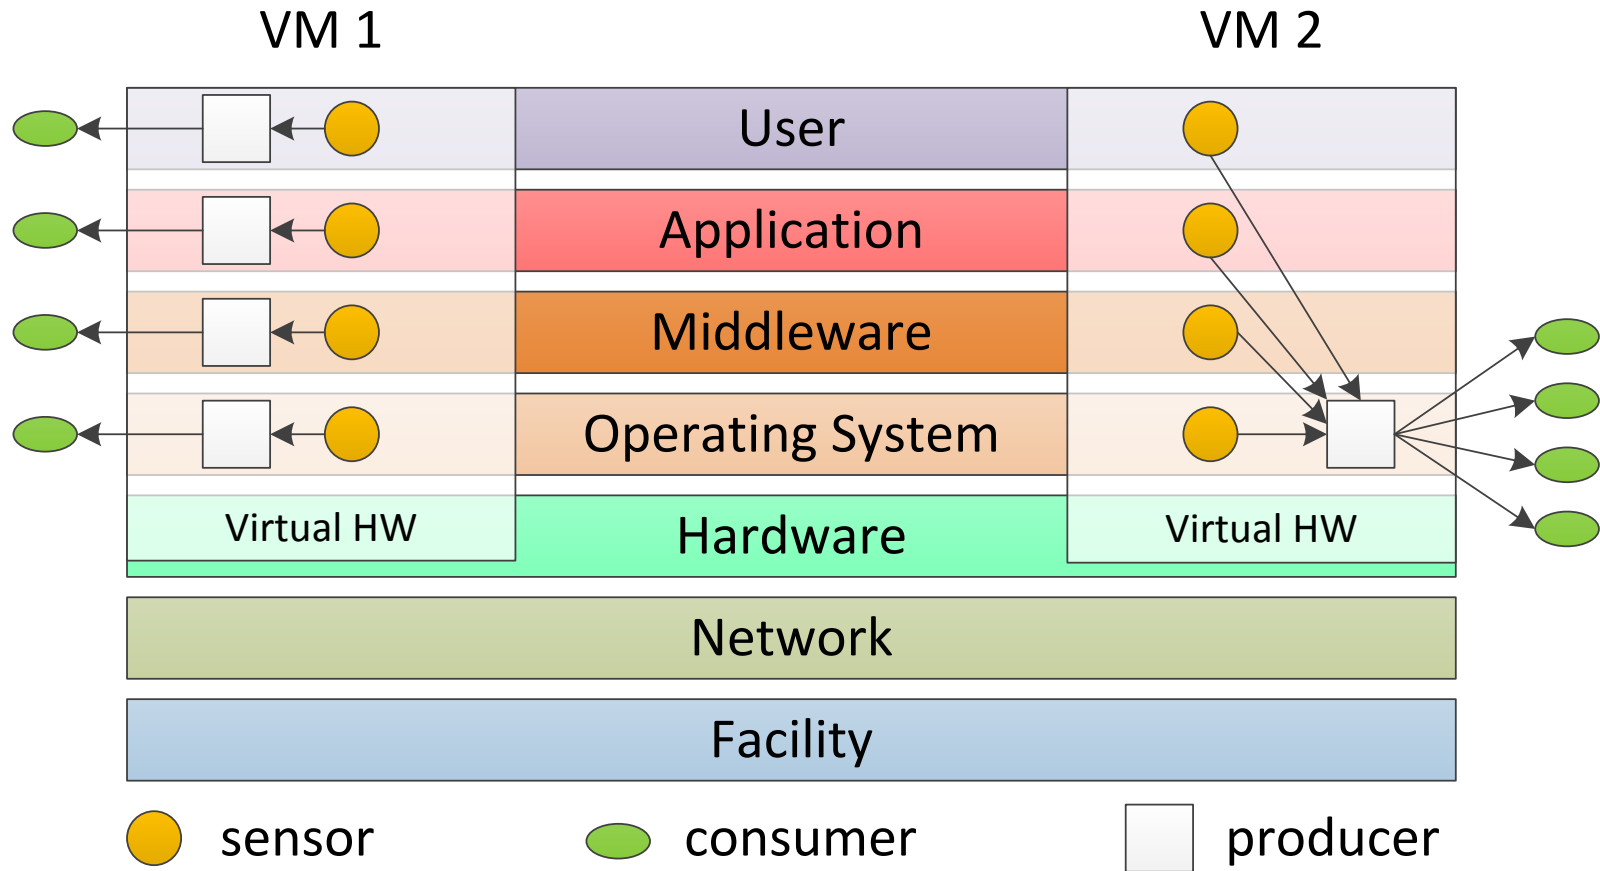 VM 1
VM 2
User
Application
Middleware
Operating System
Virtual HW
Hardware
Virtual HW
Network
Facility
sensor
consumer
producer